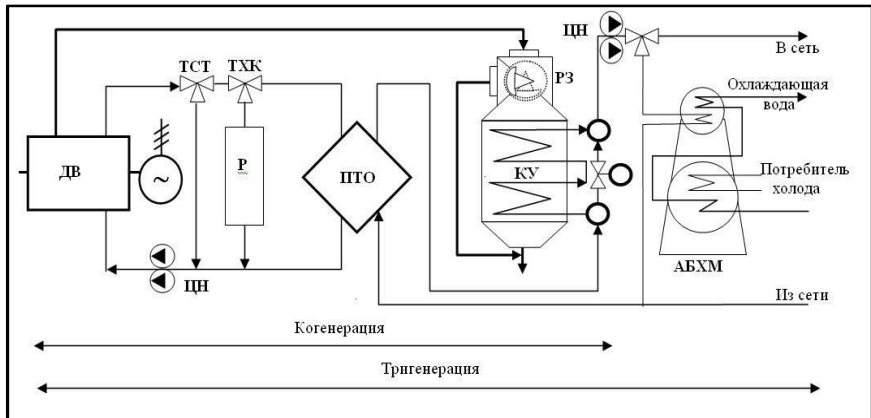 ЦН
В сеть
ТСТ
ТХК
РЗ
Охлаждающая
вода
ДВ
~
Р
ПТО
КУ
Потребитель
холода
АБХМ
ЦН
Из сети
Когенерация
Тригенерация